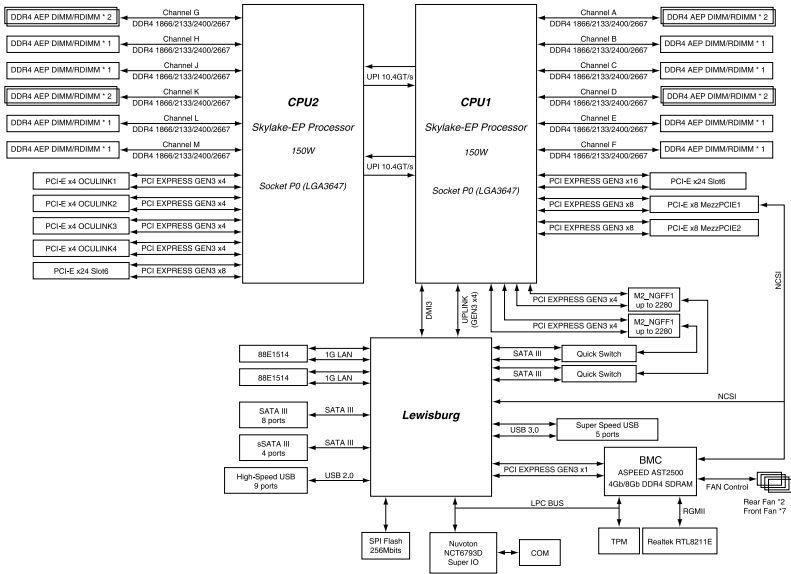 DDR4 AEP DIMM/RDIMM * 2
Channel G
DDR4 1866/2133/2400/2667
DDR4 AEP DIMM/RDIMM * 1
Channel H
DDR4 1866/2133/2400/2667
DDR4 AEP DIMM/RDIMM * 1
Channel J
DDR4 1866/2133/2400/2667
DDR4 AEP DIMM/RDIMM * 2
Channel K
DDR4 1866/2133/2400/2667
DDR4 AEP DIMM/RDIMM * 1
Channel L
DDR4 1866/2133/2400/2667
DDR4 AEP DIMM/RDIMM * 1
Channel M
DDR4 1866/2133/2400/2667
PCI-E x4 OCULINK1
PCI EXPRESS GEN3 x4
PCI-E x4 OCULINK2
PCI EXPRESS GEN3 x4
PCI-E x4 OCULINK3
PCI EXPRESS GEN3 x4
PCI-E x4 OCULINK4
PCI EXPRESS GEN3 x4
PCI-E x24 Slot6
PCI EXPRESS GEN3 x8
CPU2
Skylake-EP Processor
150W
Socket P0 (LGA3647)
UPI 10.4GT/s
UPI 10.4GT/s
CPU1
Skylake-EP Processor
150W
Socket P0 (LGA3647)
Channel A
DDR4 1866/2133/2400/2667
DDR4 AEP DIMM/RDIMM * 2
Channel B
DDR4 1866/2133/2400/2667
DDR4 AEP DIMM/RDIMM * 1
Channel C
DDR4 1866/2133/2400/2667
DDR4 AEP DIMM/RDIMM * 1
Channel D
DDR4 1866/2133/2400/2667
DDR4 AEP DIMM/RDIMM * 2
Channel E
DDR4 1866/2133/2400/2667
DDR4 AEP DIMM/RDIMM * 1
Channel F
DDR4 1866/2133/2400/2667
DDR4 AEP DIMM/RDIMM * 1
PCI EXPRESS GEN3 x16
PCI-E x24 Slot6
PCI EXPRESS GEN3 x8
PCI-E x8 MezzPCIE1
PCI EXPRESS GEN3 x8
PCI-E x8 MezzPCIE2
NCSI
DMI3
UPLINK
(GEN3 x4)
PCI EXPRESS GEN3 x4
M2_NGFF1
up to 2280
PCI EXPRESS GEN3 x4
M2_NGFF1
up to 2280
88E1514
1G LAN
88E1514
1G LAN
SATA III
8 ports
SATA III
sSATA III
4 ports
SATA III
High-Speed USB
9 ports
USB 2.0
Lewisburg
SATA III
Quick Switch
SATA III
Quick Switch
NCSI
USB 3.0
Super Speed USB
5 ports
PCI EXPRESS GEN3 x1
BMC
ASPEED AST2500
4Gb/8Gb DDR4 SDRAM
FAN Control
Rear Fan *2
Front Fan *7
LPC BUS
RGMII
SPI Flash
256Mbits
Nuvoton
NCT6793D
Super IO
COM
TPM
Realtek RTL8211E